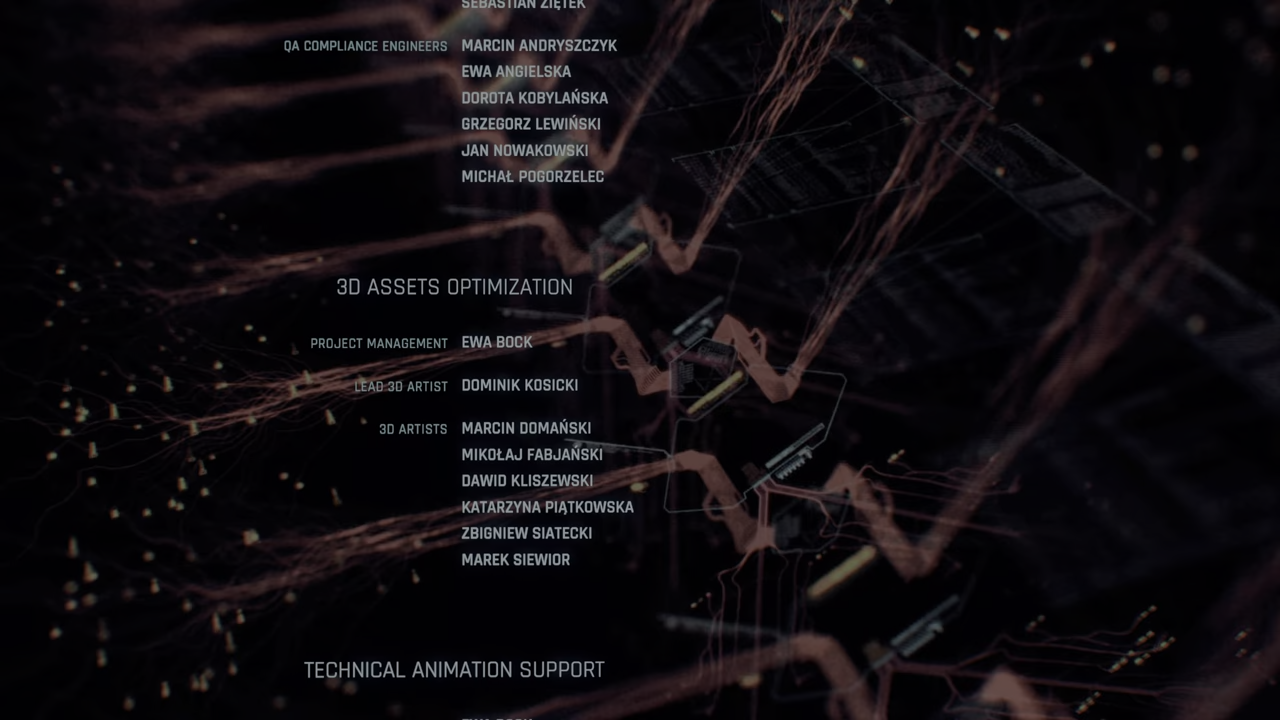 SEBASTIAN ZIĘTEK
QA COMPLIANCE ENGINEERS MARCIN ANDRYSZCZYK
EWA ANGIELSKA
DOROTA KOBYLAŃSKA
GRZEGORZ LEWIŃSKI
JAN NOWAKOWSKI
MICHAŁ POGORZELEC
3D ASSETS OPTIMIZATION
PROJECT MANAGEMENT EWA BOCK
LEAD 3D ARTIST DOMINIK KOSICKI
3D ARTISTS MARCIN DOMAŃSKI
MIKOŁAJ FABJAŃSKI
DAWID KLISZEWSKI
KATARZYNA PIĄTKOWSKA
ZBIGNIEW SIATECKI
MAREK SIEWIOR
TECHNICAL ANIMATION SUPPORT